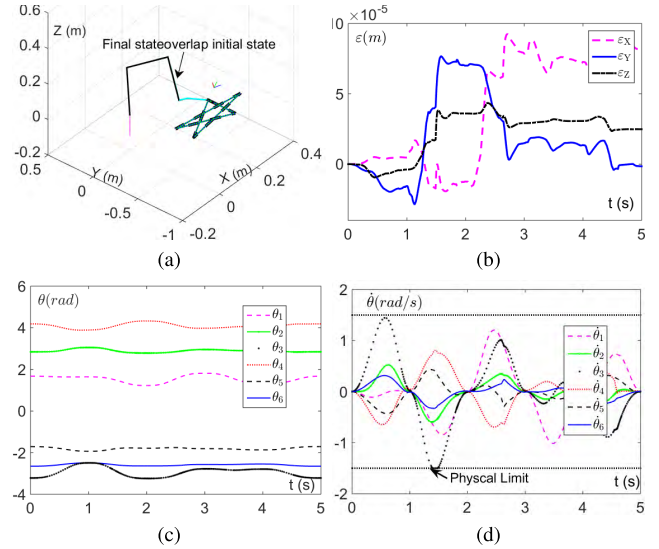 0.6
Z (m)
Final stateoverlap initial state
0.4
0.2
0
-0.2
0.5
0
-0.5
-1
Y (m)
-0.2
0
0.2
0.4
X (m)
(a)
10 ×10⁻⁵
ε(m)
5
0
0 1 2 3 4 5
t (s)
ε_X
ε_Y
ε_Z
(b)
6
θ(rad)
4
2
0
-2
-4
0 1 2 3 4 5
t (s)
θ₁
θ₂
θ₃
θ₄
θ₅
θ₆
(c)
2
θ̇(rad/s)
1
0
-1
-2
0 1 2 3 4 5
t (s)
θ̇₁
θ̇₂
θ̇₃
θ̇₄
θ̇₅
θ̇₆
Physcal Limit
(d)